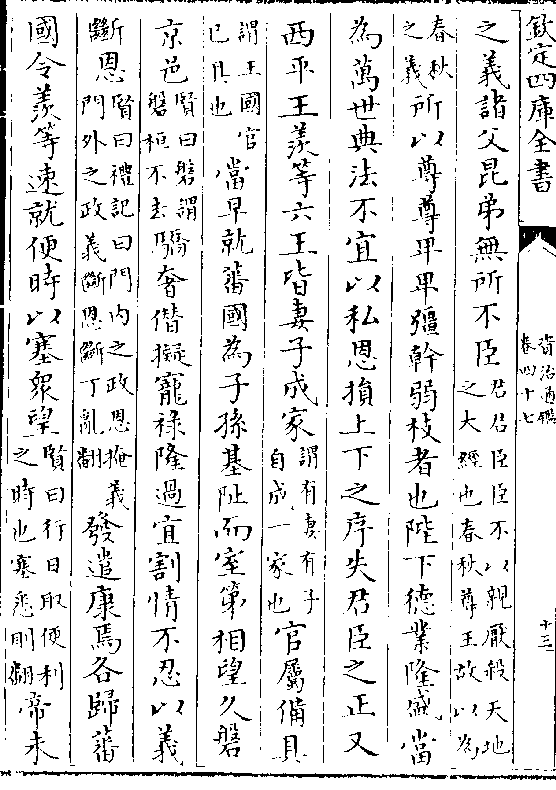 欽定四庫全書
資治通鑑
卷四十七
十三
之義諸父昆弟無所不臣君君臣臣不以親厭殺天地之大經也春秋尊王故以為
春秋之義所以尊尊卑卑彊幹弱枝者也陛下徳業隆盛當
為萬世典法不宜以私恩損上下之序失君臣之正又
西平王羨等六王皆妻子成家謂有妻有子自成一家也官屬備具
謂王國官已具也當早就蕃國為子孫基阯而室第相望久磐
京邑賢曰磐謂磐桓不去驕奢僭擬寵祿隆過宜割情不忍以義
斷恩賢曰禮記曰門內之政恩掩義門外之政義斷恩斷丁亂翻發遣康焉各歸蕃
國令羨等速就便時以塞衆望賢曰行日取便利之時也塞悉則翻帝未